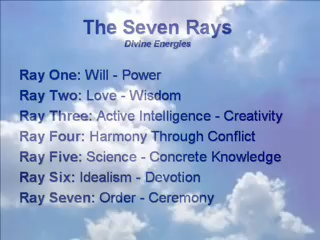 The Seven Rays
Divine Energies
Ray One: Will - Power
Ray Two: Love - Wisdom
Ray Three: Active Intelligence - Creativity
Ray Four: Harmony Through Conflict
Ray Five: Science - Concrete Knowledge
Ray Six: Idealism - Devotion
Ray Seven: Order - Ceremony